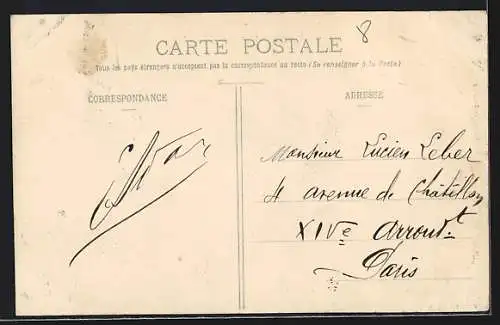 8
CARTE POSTALE
Tous les pays étrangers n'acceptent pas la correspondance au recto (Se renseigner à la Poste)
CORRESPONDANCE
ADRESSE
Monsieur Lucien Leber
4 avenue de Châtillon
XIVe Arrondt.
Paris